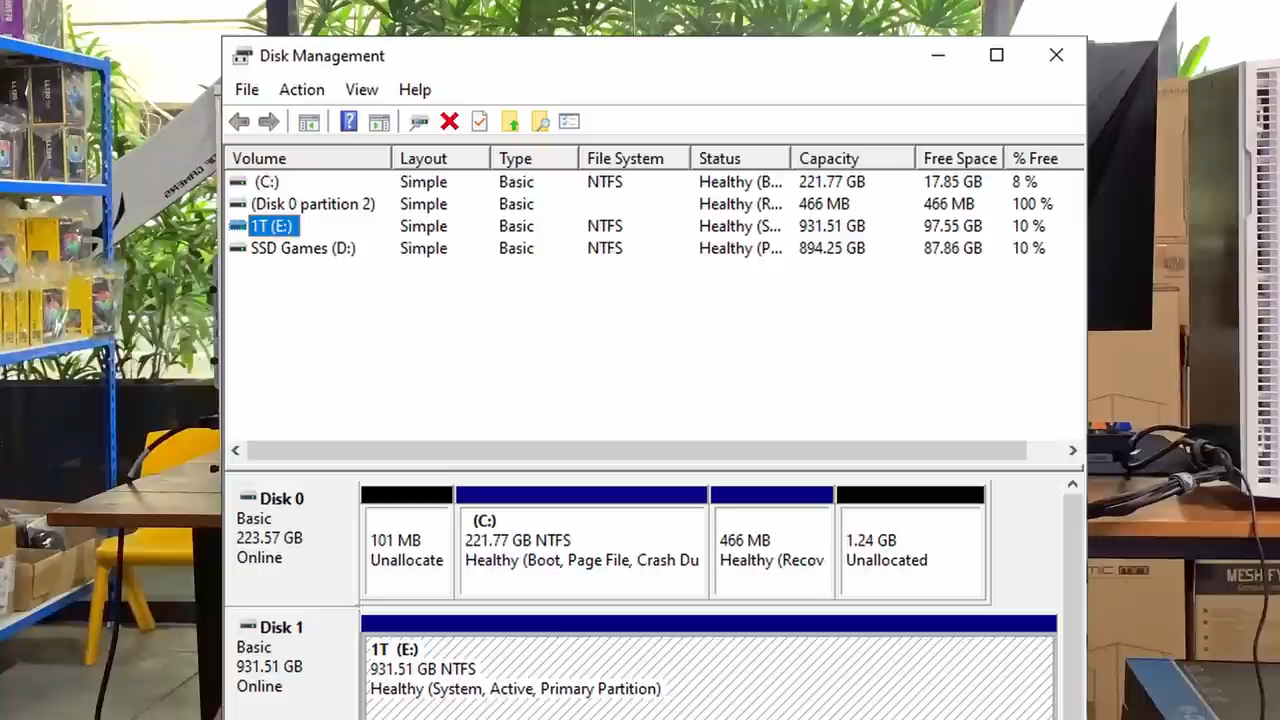 Disk Management
File Action View Help
Volume Layout Type File System Status Capacity Free Space % Free
(C:) Simple Basic NTFS Healthy (B... 221.77 GB 17.85 GB 8 %
(Disk 0 partition 2) Simple Basic Healthy (R... 466 MB 466 MB 100 %
1T (E:) Simple Basic NTFS Healthy (S... 931.51 GB 97.55 GB 10 %
SSD Games (D:) Simple Basic NTFS Healthy (P... 894.25 GB 87.86 GB 10 %
Disk 0
Basic
223.57 GB
Online
101 MB
Unallocate
(C:)
221.77 GB NTFS
Healthy (Boot, Page File, Crash Du
466 MB
Healthy (Recov
1.24 GB
Unallocated
Disk 1
Basic
931.51 GB
Online
1T (E:)
931.51 GB NTFS
Healthy (System, Active, Primary Partition)
MESH